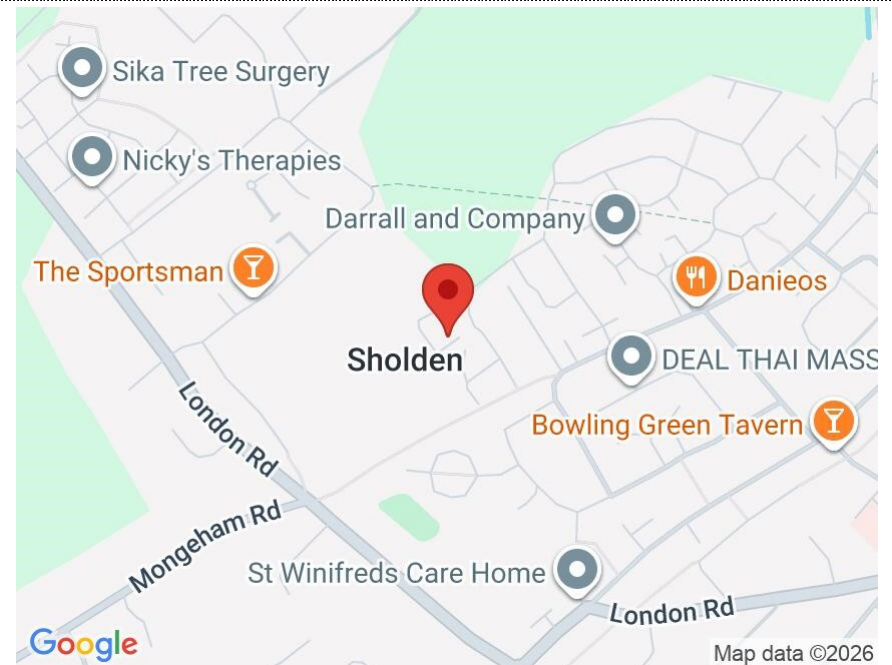 Sika Tree Surgery
Nicky's Therapies
Darrall and Company
The Sportsman
Danieos
Sholden
DEAL THAI MASS
London Rd
Bowling Green Tavern
Mongeham Rd
St Winifreds Care Home
London Rd
Google
Map data ©2026